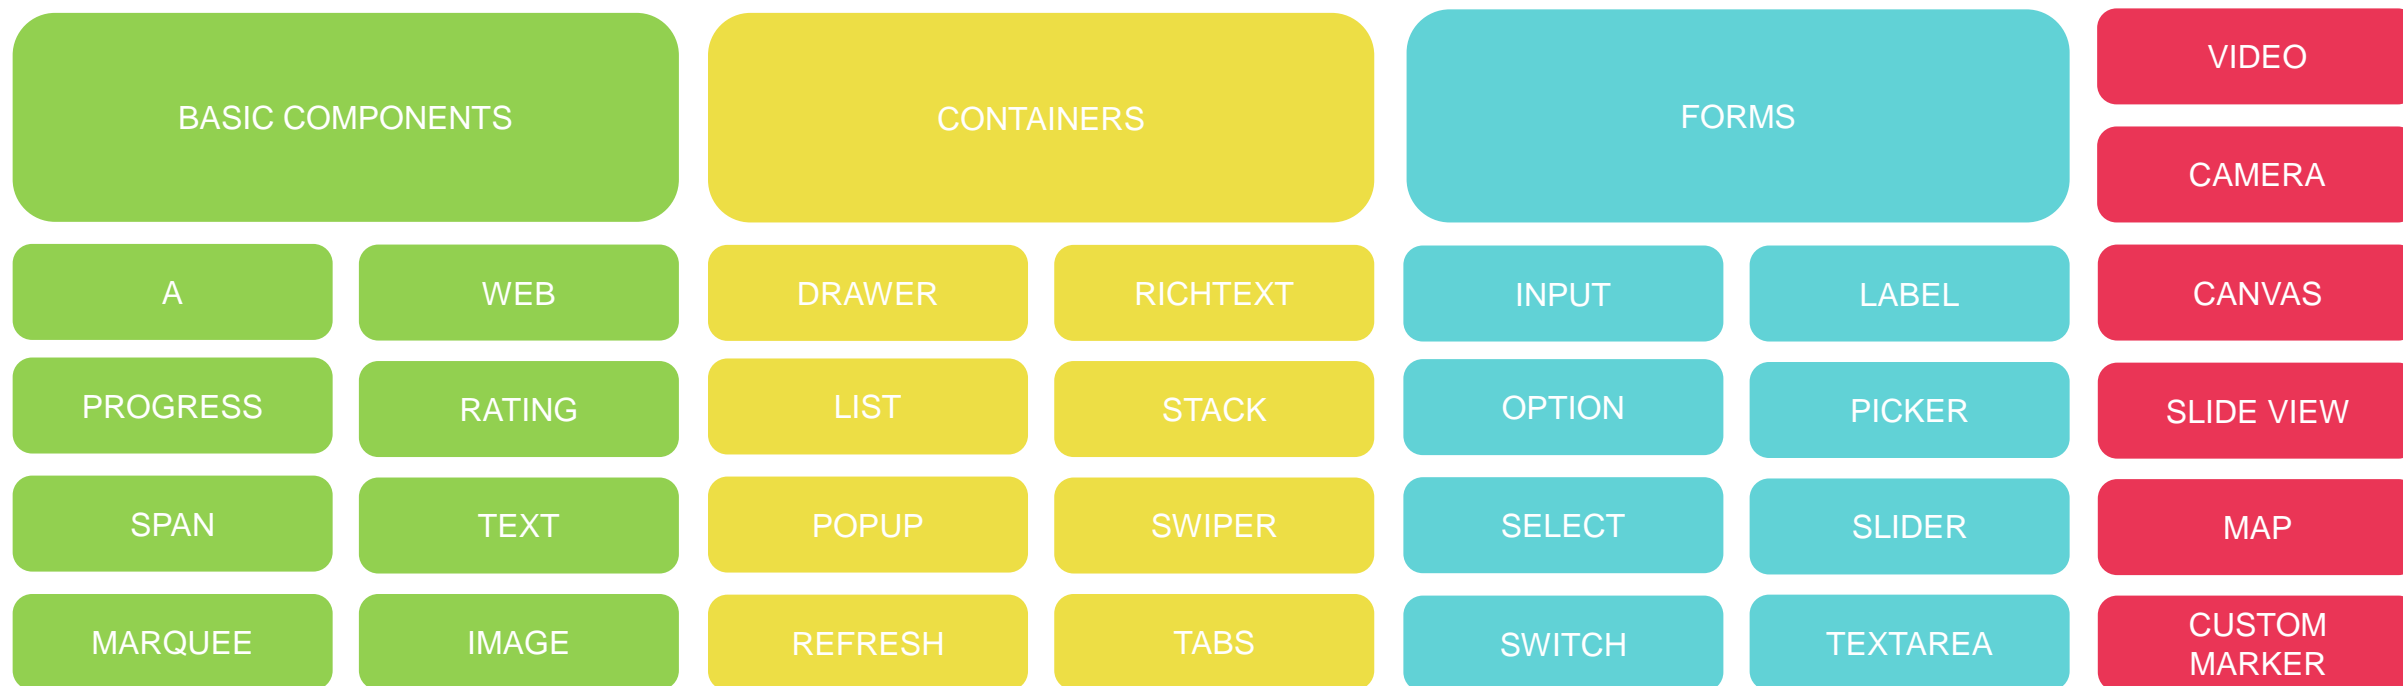 BASIC COMPONENTS
CONTAINERS
FORMS
VIDEO
CAMERA
A
WEB
DRAWER
RICHTEXT
INPUT
LABEL
CANVAS
PROGRESS
RATING
LIST
STACK
OPTION
PICKER
SLIDE VIEW
SPAN
TEXT
POPUP
SWIPER
SELECT
SLIDER
MAP
MARQUEE
IMAGE
REFRESH
TABS
SWITCH
TEXTAREA
CUSTOM
MARKER